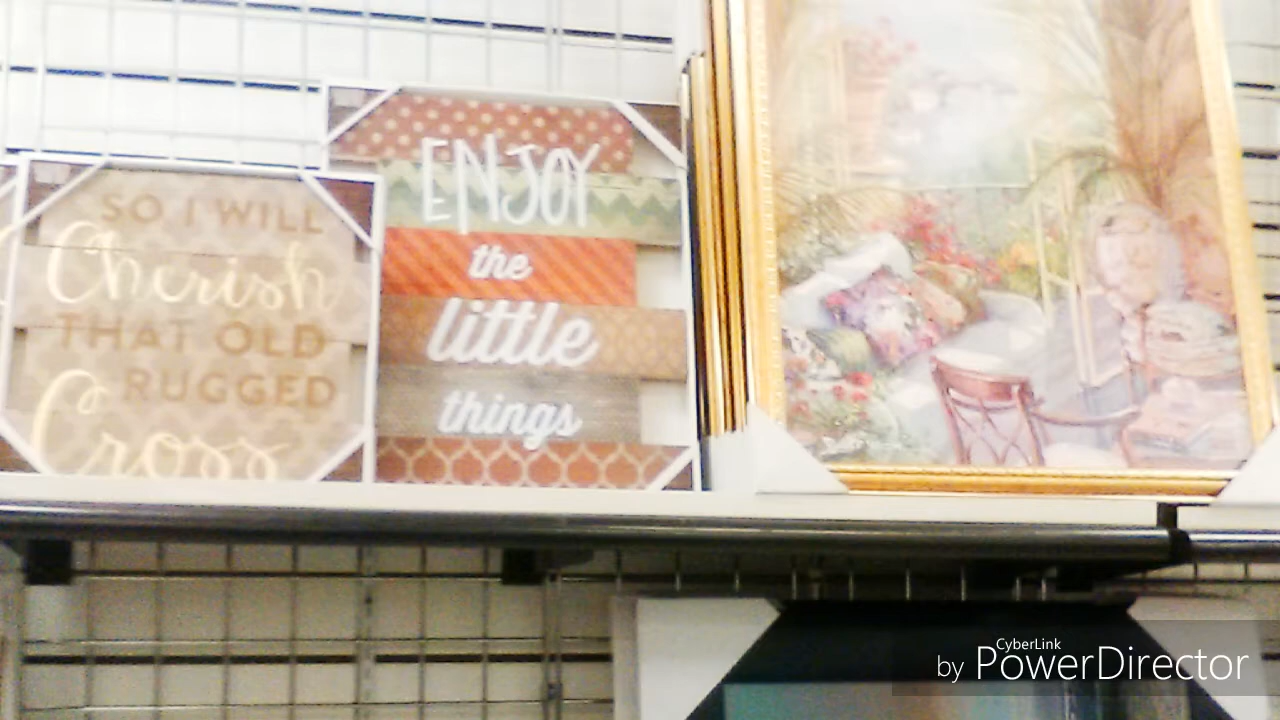 SO I WILL
Cherish
THAT OLD
RUGGED
Cross
ENJOY
the
little
things
CyberLink
by PowerDirector